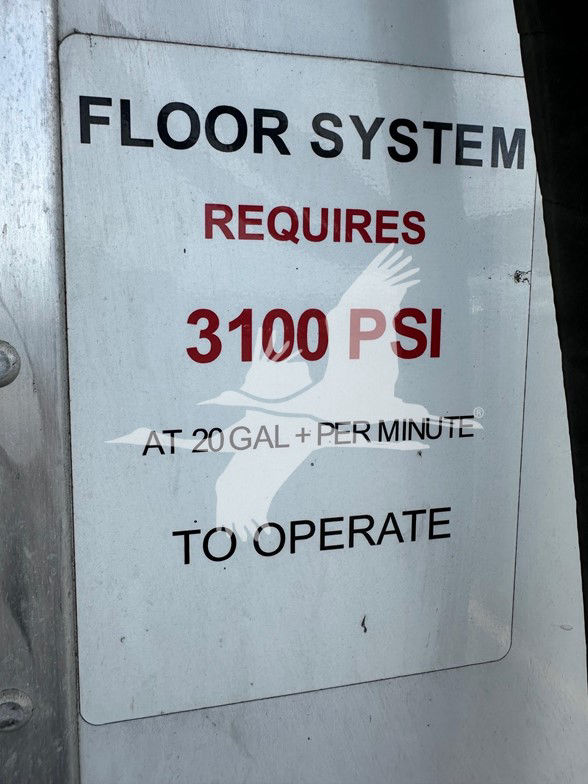 FLOOR SYSTEM
REQUIRES
3100 PSI
AT 20 GAL + PER MINUTE
®
TO OPERATE